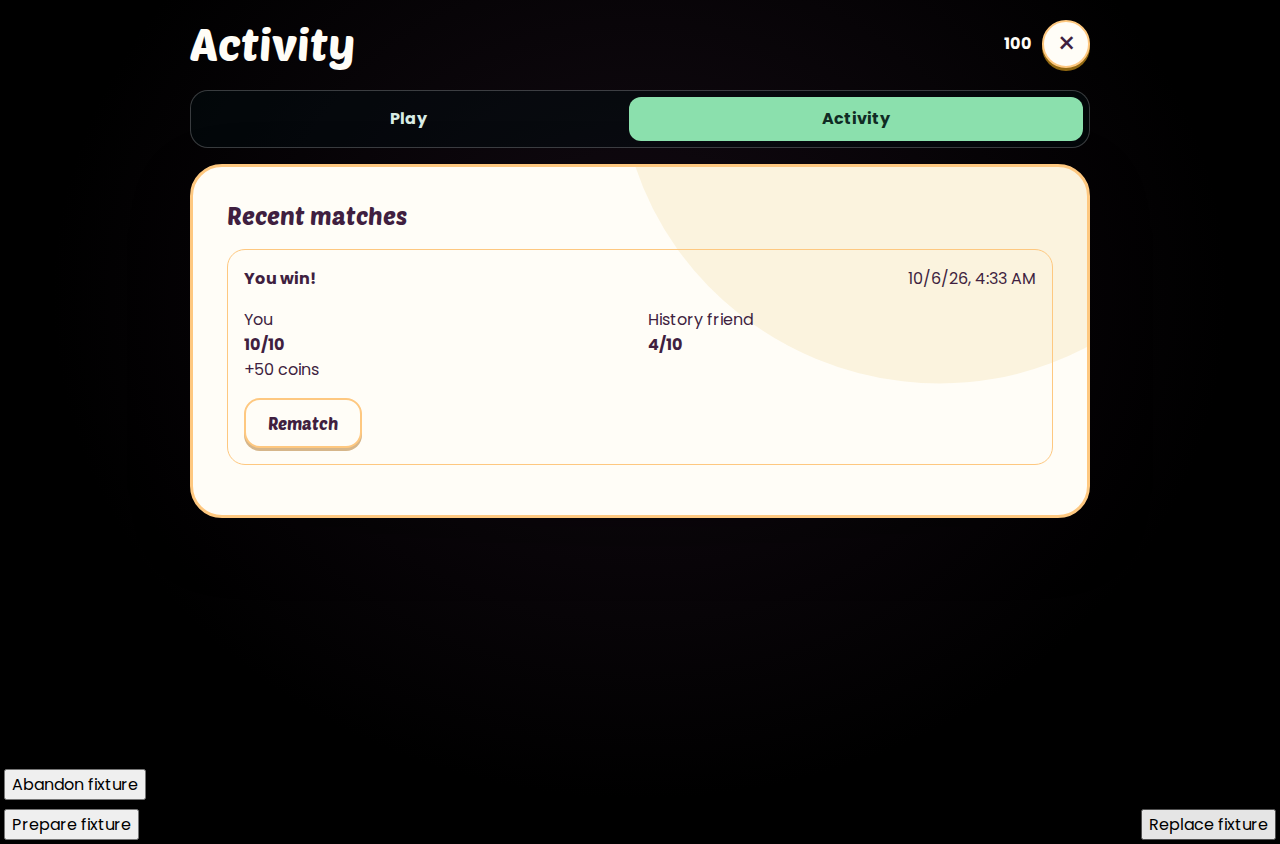 Activity
100 ×
Play Activity
Recent matches
You win! 10/6/26, 4:33 AM
You History friend
10/10 4/10
+50 coins
Rematch
Abandon fixture
Prepare fixture Replace fixture